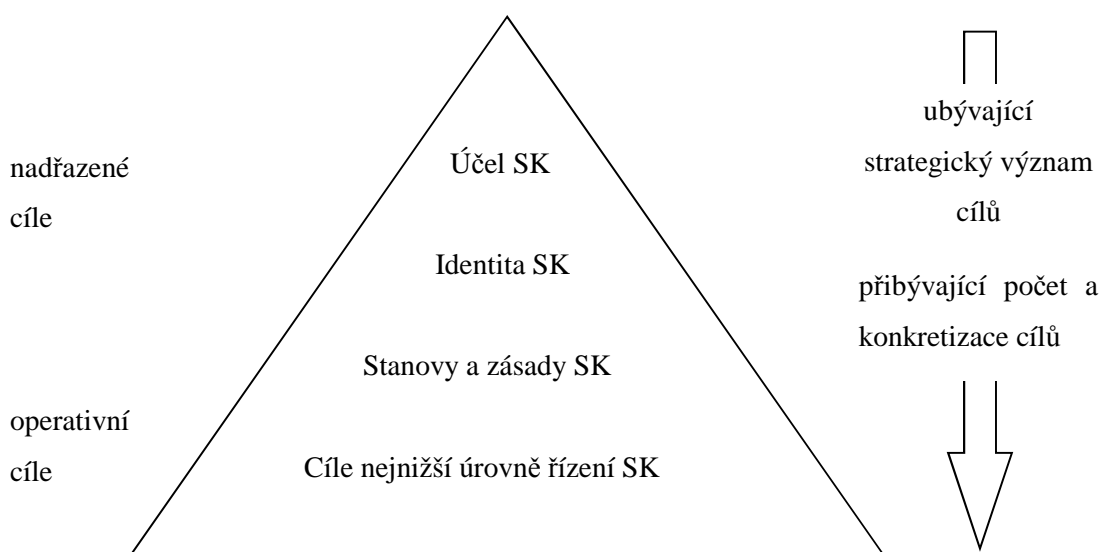 ubývající
nadřazené
Účel SK
strategický význam
cíle
cílů
Identita SK
přibývající počet a
konkretizace cílů
Stanovy a zásady SK
operativní
cíle
Cíle nejnižší úrovně řízení SK